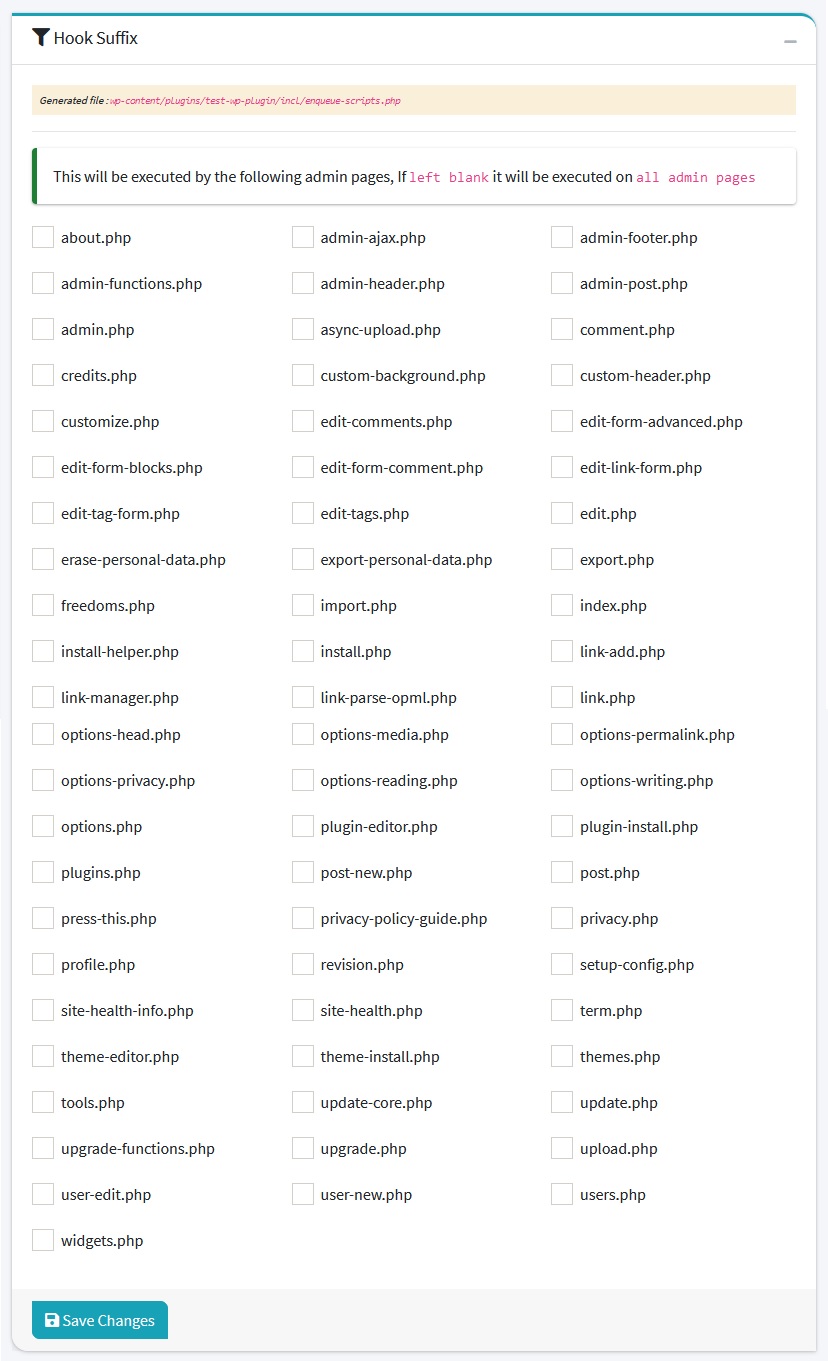 Hook Suffix
Generated file : wp-content/plugins/test-wp-plugin/incl/enqueue-scripts.php
This will be executed by the following admin pages, If left blank it will be executed on all admin pages
about.php admin-ajax.php admin-footer.php
admin-functions.php admin-header.php admin-post.php
admin.php async-upload.php comment.php
credits.php custom-background.php custom-header.php
customize.php edit-comments.php edit-form-advanced.php
edit-form-blocks.php edit-form-comment.php edit-link-form.php
edit-tag-form.php edit-tags.php edit.php
erase-personal-data.php export-personal-data.php export.php
freedoms.php import.php index.php
install-helper.php install.php link-add.php
link-manager.php link-parse-opml.php link.php
options-head.php options-media.php options-permalink.php
options-privacy.php options-reading.php options-writing.php
options.php plugin-editor.php plugin-install.php
plugins.php post-new.php post.php
press-this.php privacy-policy-guide.php privacy.php
profile.php revision.php setup-config.php
site-health-info.php site-health.php term.php
theme-editor.php theme-install.php themes.php
tools.php update-core.php update.php
upgrade-functions.php upgrade.php upload.php
user-edit.php user-new.php users.php
widgets.php
Save Changes